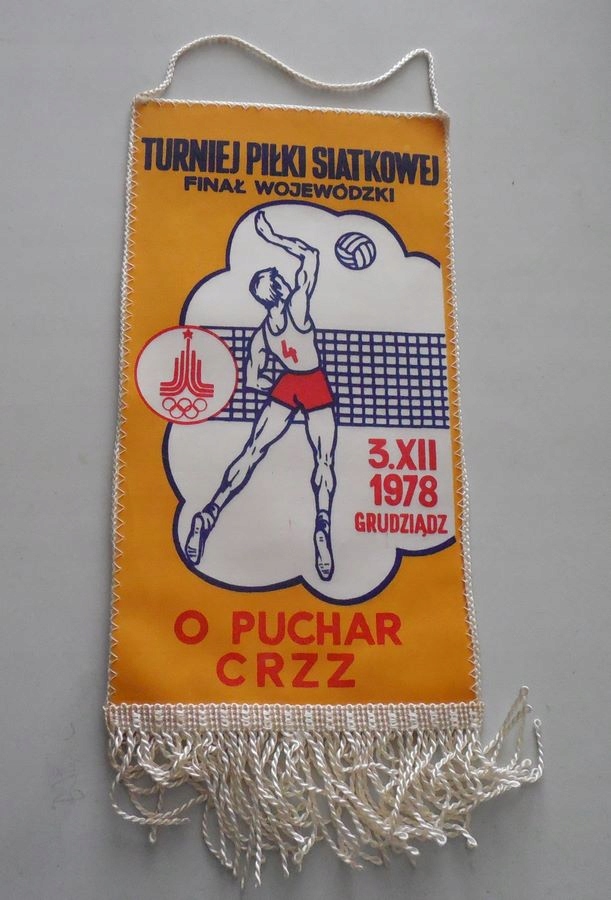 TURNIEJ PIŁKI SIATKOWEJ
FINAŁ WOJEWÓDZKI
4
3.XII
1978
GRUDZIĄDZ
O PUCHAR
CRZZ